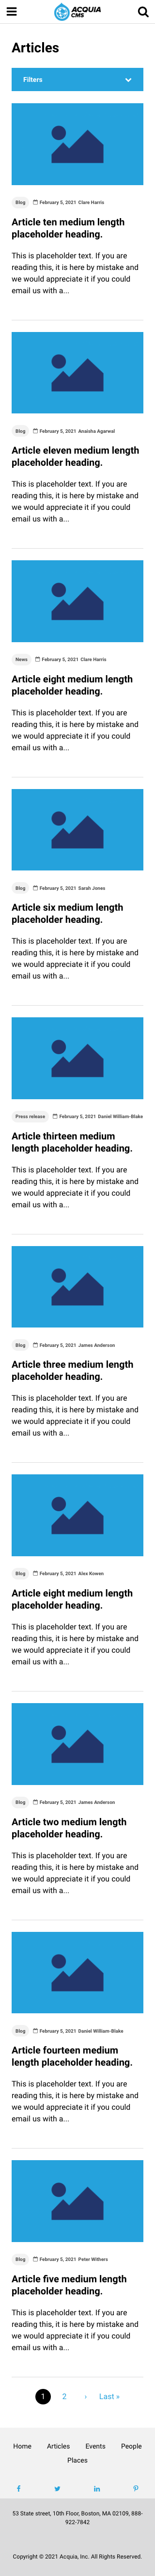 ACQUIA
CMS
Articles
Filters
Blog February 5, 2021 Clare Harris
Article ten medium length
placeholder heading.
This is placeholder text. If you are
reading this, it is here by mistake and
we would appreciate it if you could
email us with a...
Blog February 5, 2021 Anaisha Agarwal
Article eleven medium length
placeholder heading.
This is placeholder text. If you are
reading this, it is here by mistake and
we would appreciate it if you could
email us with a...
News February 5, 2021 Clare Harris
Article eight medium length
placeholder heading.
This is placeholder text. If you are
reading this, it is here by mistake and
we would appreciate it if you could
email us with a...
Blog February 5, 2021 Sarah Jones
Article six medium length
placeholder heading.
This is placeholder text. If you are
reading this, it is here by mistake and
we would appreciate it if you could
email us with a...
Press release February 5, 2021 Daniel William-Blake
Article thirteen medium
length placeholder heading.
This is placeholder text. If you are
reading this, it is here by mistake and
we would appreciate it if you could
email us with a...
Blog February 5, 2021 James Anderson
Article three medium length
placeholder heading.
This is placeholder text. If you are
reading this, it is here by mistake and
we would appreciate it if you could
email us with a...
Blog February 5, 2021 Alex Kowen
Article eight medium length
placeholder heading.
This is placeholder text. If you are
reading this, it is here by mistake and
we would appreciate it if you could
email us with a...
Blog February 5, 2021 James Anderson
Article two medium length
placeholder heading.
This is placeholder text. If you are
reading this, it is here by mistake and
we would appreciate it if you could
email us with a...
Blog February 5, 2021 Daniel William-Blake
Article fourteen medium
length placeholder heading.
This is placeholder text. If you are
reading this, it is here by mistake and
we would appreciate it if you could
email us with a...
Blog February 5, 2021 Peter Withers
Article five medium length
placeholder heading.
This is placeholder text. If you are
reading this, it is here by mistake and
we would appreciate it if you could
email us with a...
1 2 › Last »
Home Articles Events People
Places
53 State street, 10th Floor, Boston, MA 02109, 888-
922-7842
Copyright © 2021 Acquia, Inc. All Rights Reserved.